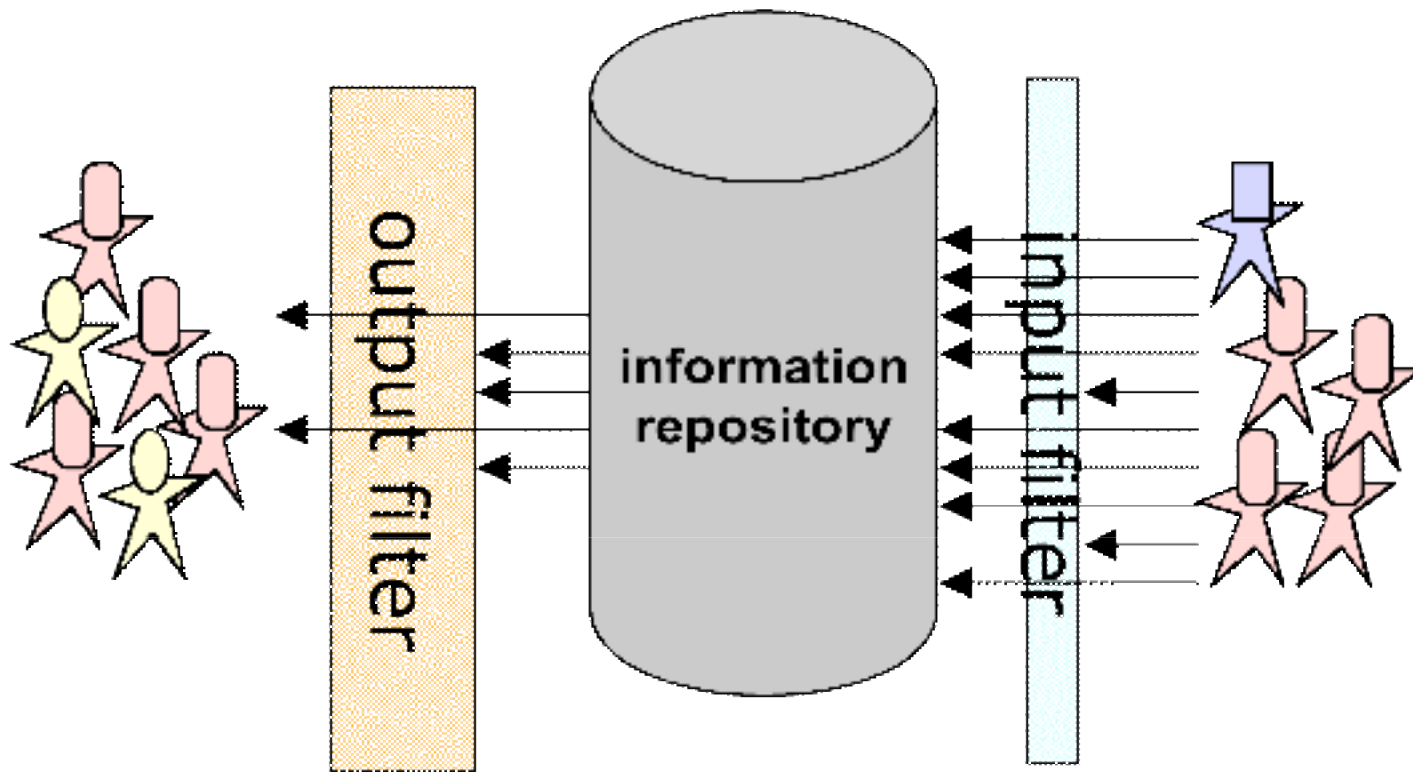 output filter
information
repository
input filter